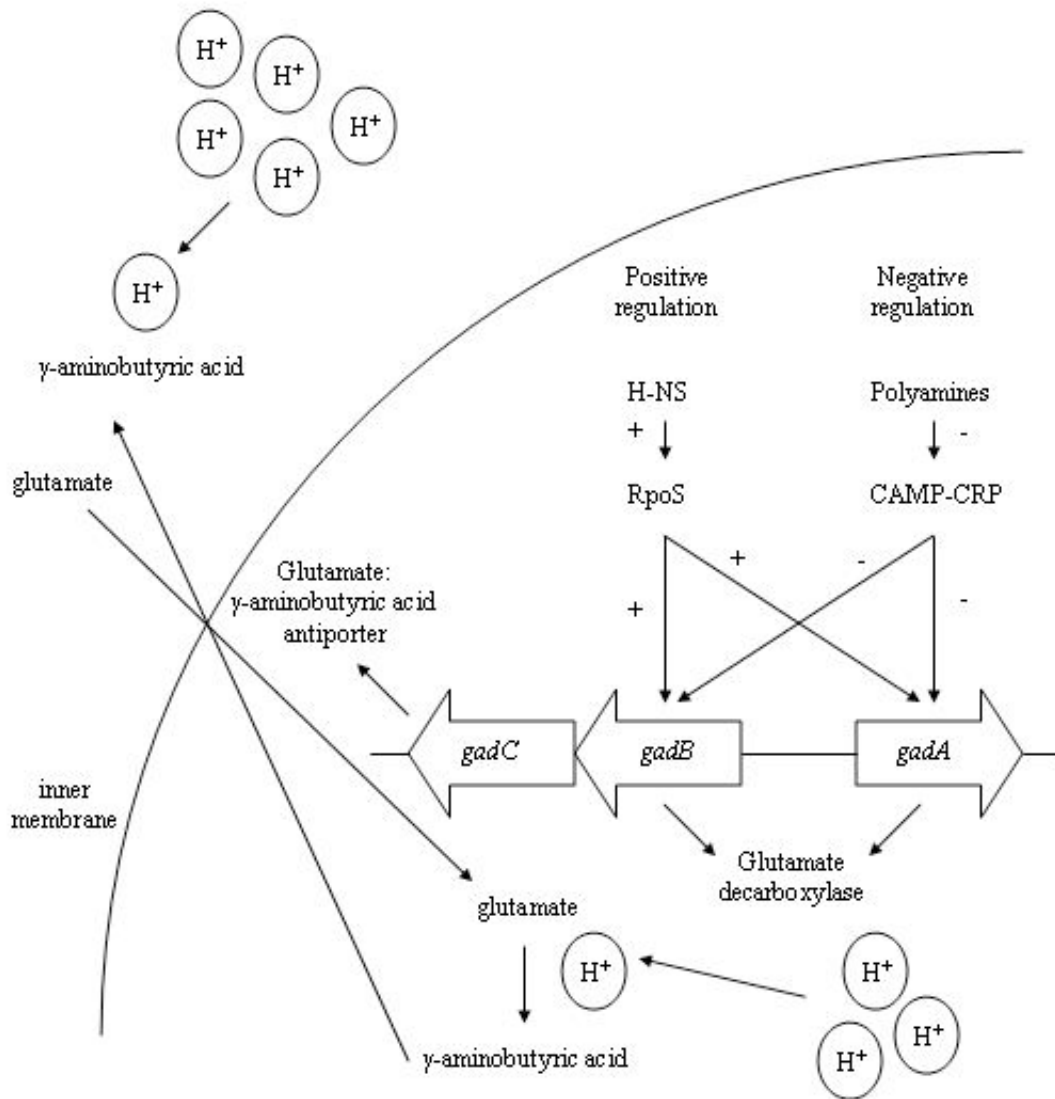 H+
H+
H+
H+
H+
H+
γ-aminobutyric acid
glutamate
inner
membrane
Positive
regulation
Negative
regulation
H-NS
Polyamines
+
-
RpoS
CAMP-CRP
+
-
+
-
Glutamate:
γ-aminobutyric acid
antiporter
gadC
gadB
gadA
Glutamate
decarboxylase
glutamate
H+
H+
H+
H+
γ-aminobutyric acid